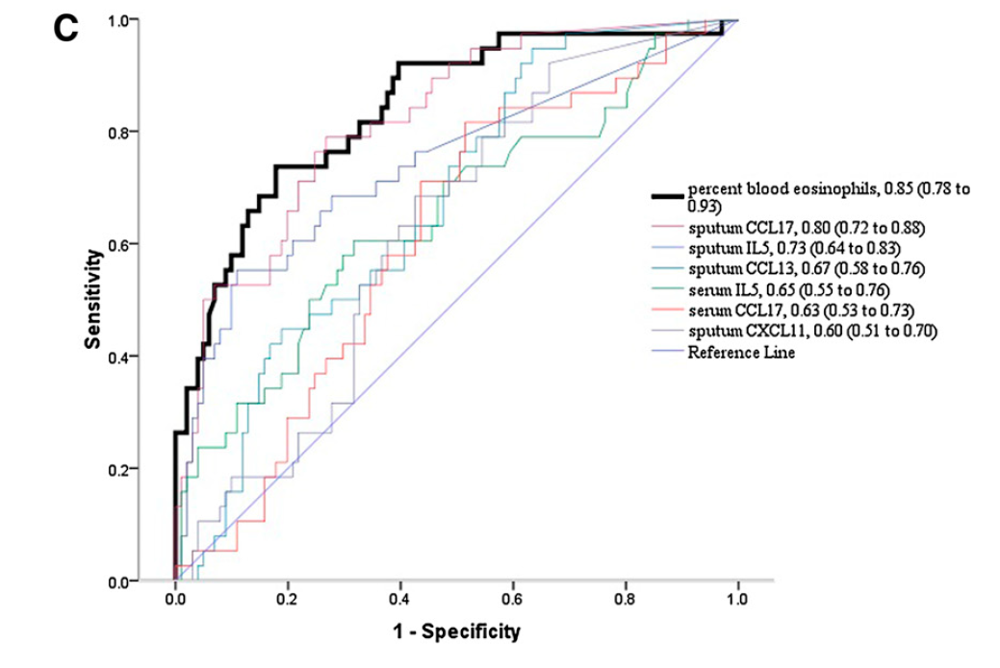 C
1.0
0.8
0.6
0.4
0.2
0.0
Sensitivity
0.0 0.2 0.4 0.6 0.8 1.0
1 - Specificity
percent blood eosinophils, 0.85 (0.78 to
0.93)
sputum CCL17, 0.80 (0.72 to 0.88)
sputum IL5, 0.73 (0.64 to 0.83)
sputum CCL13, 0.67 (0.58 to 0.76)
serum IL5, 0.65 (0.55 to 0.76)
serum CCL17, 0.63 (0.53 to 0.73)
sputum CXCL11, 0.60 (0.51 to 0.70)
Reference Line